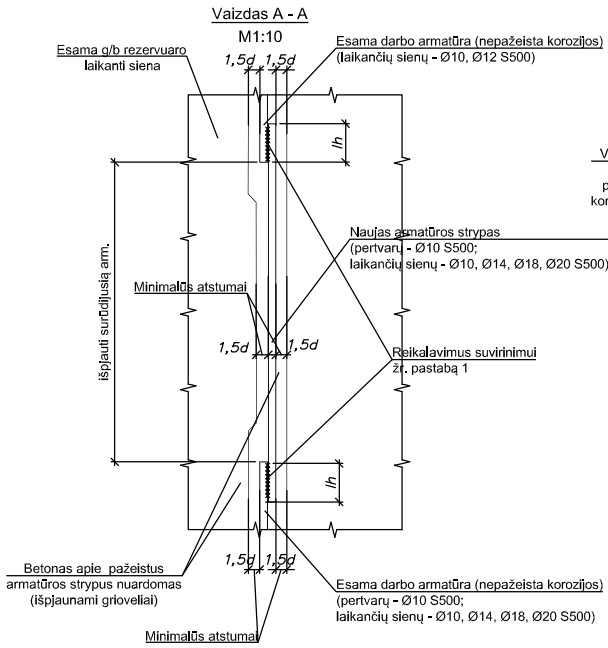 Vaizdas A - A
M1:10
Esama g/b rezervuaro
laikanti siena
1,5d
1,5d
Esama darbo armatūra (nepažeista korozijos)
(laikančių sienų - Ø10, Ø12 S500)
lh
V
p
kor
išpjauti surūdijusią arm.
Naujas armatūros strypas
(pertvarų - Ø10 S500;
laikančių sienų - Ø10, Ø14, Ø18, Ø20 S500)
Minimalūs atstumai
1,5d
1,5d
Reikalavimus suvirinimui
žr. pastabą 1
lh
Betonas apie pažeistus
armatūros strypus nuardomas
(išpjaunami grioveliai)
1,5d
1,5d
Esama darbo armatūra (nepažeista korozijos)
(pertvarų - Ø10 S500;
laikančių sienų - Ø10, Ø14, Ø18, Ø20 S500)
Minimalūs atstumai